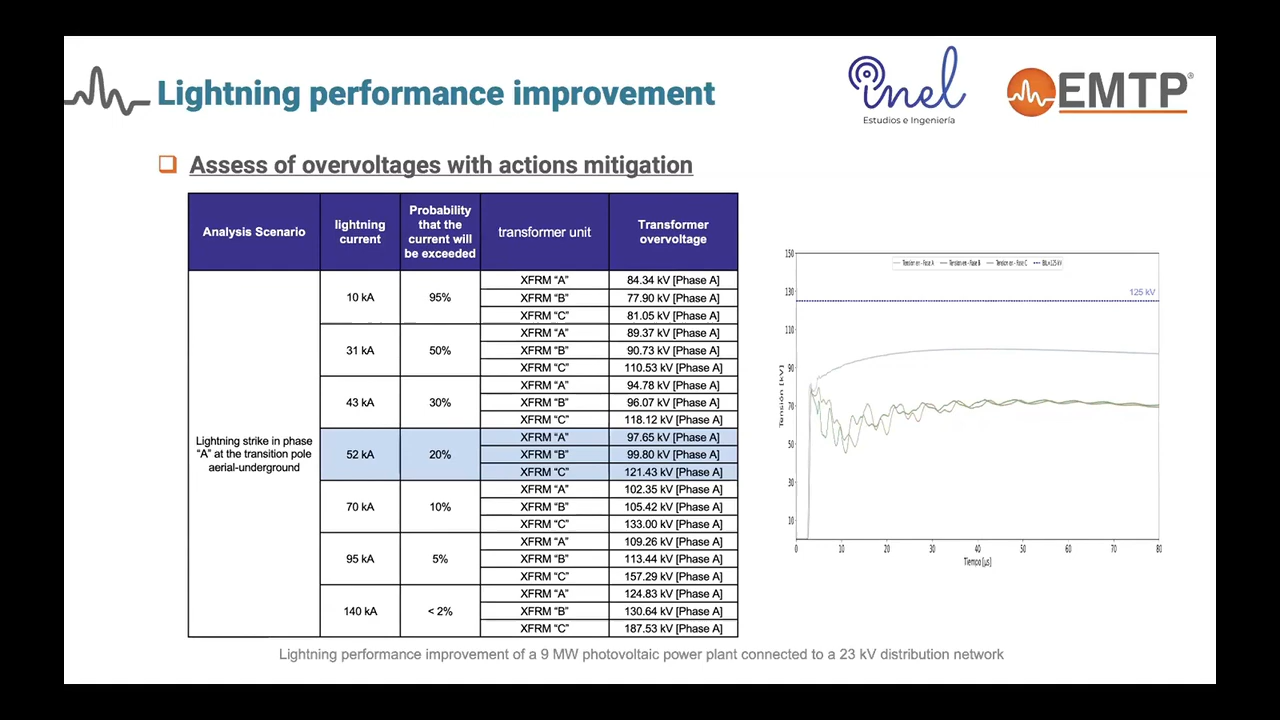 Lightning performance improvement
inel
Estudios e Ingeniería
EMTP®
Assess of overvoltages with actions mitigation
Analysis Scenario
lightning
current
Probability
that the
current will
be exceeded
transformer unit
Transformer
overvoltage
Lightning strike in phase
"A" at the transition pole
aerial-underground
10 kA
95%
XFRM "A"
84.34 kV [Phase A]
XFRM "B"
77.90 kV [Phase A]
XFRM "C"
81.05 kV [Phase A]
31 kA
50%
XFRM "A"
89.37 kV [Phase A]
XFRM "B"
90.73 kV [Phase A]
XFRM "C"
110.53 kV [Phase A]
43 kA
30%
XFRM "A"
94.78 kV [Phase A]
XFRM "B"
96.07 kV [Phase A]
XFRM "C"
118.12 kV [Phase A]
52 kA
20%
XFRM "A"
97.65 kV [Phase A]
XFRM "B"
99.80 kV [Phase A]
XFRM "C"
121.43 kV [Phase A]
70 kA
10%
XFRM "A"
102.35 kV [Phase A]
XFRM "B"
105.42 kV [Phase A]
XFRM "C"
133.00 kV [Phase A]
95 kA
5%
XFRM "A"
109.26 kV [Phase A]
XFRM "B"
113.44 kV [Phase A]
XFRM "C"
157.29 kV [Phase A]
140 kA
< 2%
XFRM "A"
124.83 kV [Phase A]
XFRM "B"
130.64 kV [Phase A]
XFRM "C"
187.53 kV [Phase A]
Tensión en - Fase A
Tensión en - Fase B
Tensión en - Fase C
BIL=125 kV
125 kV
Tensión [kV]
150
130
110
90
70
50
30
10
0 10 20 30 40 50 60 70 80
Tiempo [µs]
Lightning performance improvement of a 9 MW photovoltaic power plant connected to a 23 kV distribution network